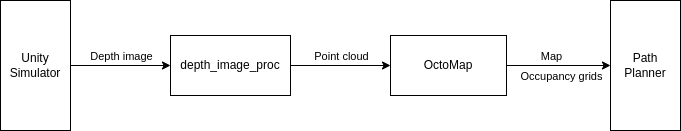 Unity
Simulator
Depth image
depth_image_proc
Point cloud
OctoMap
Map
Occupancy grids
Path
Planner